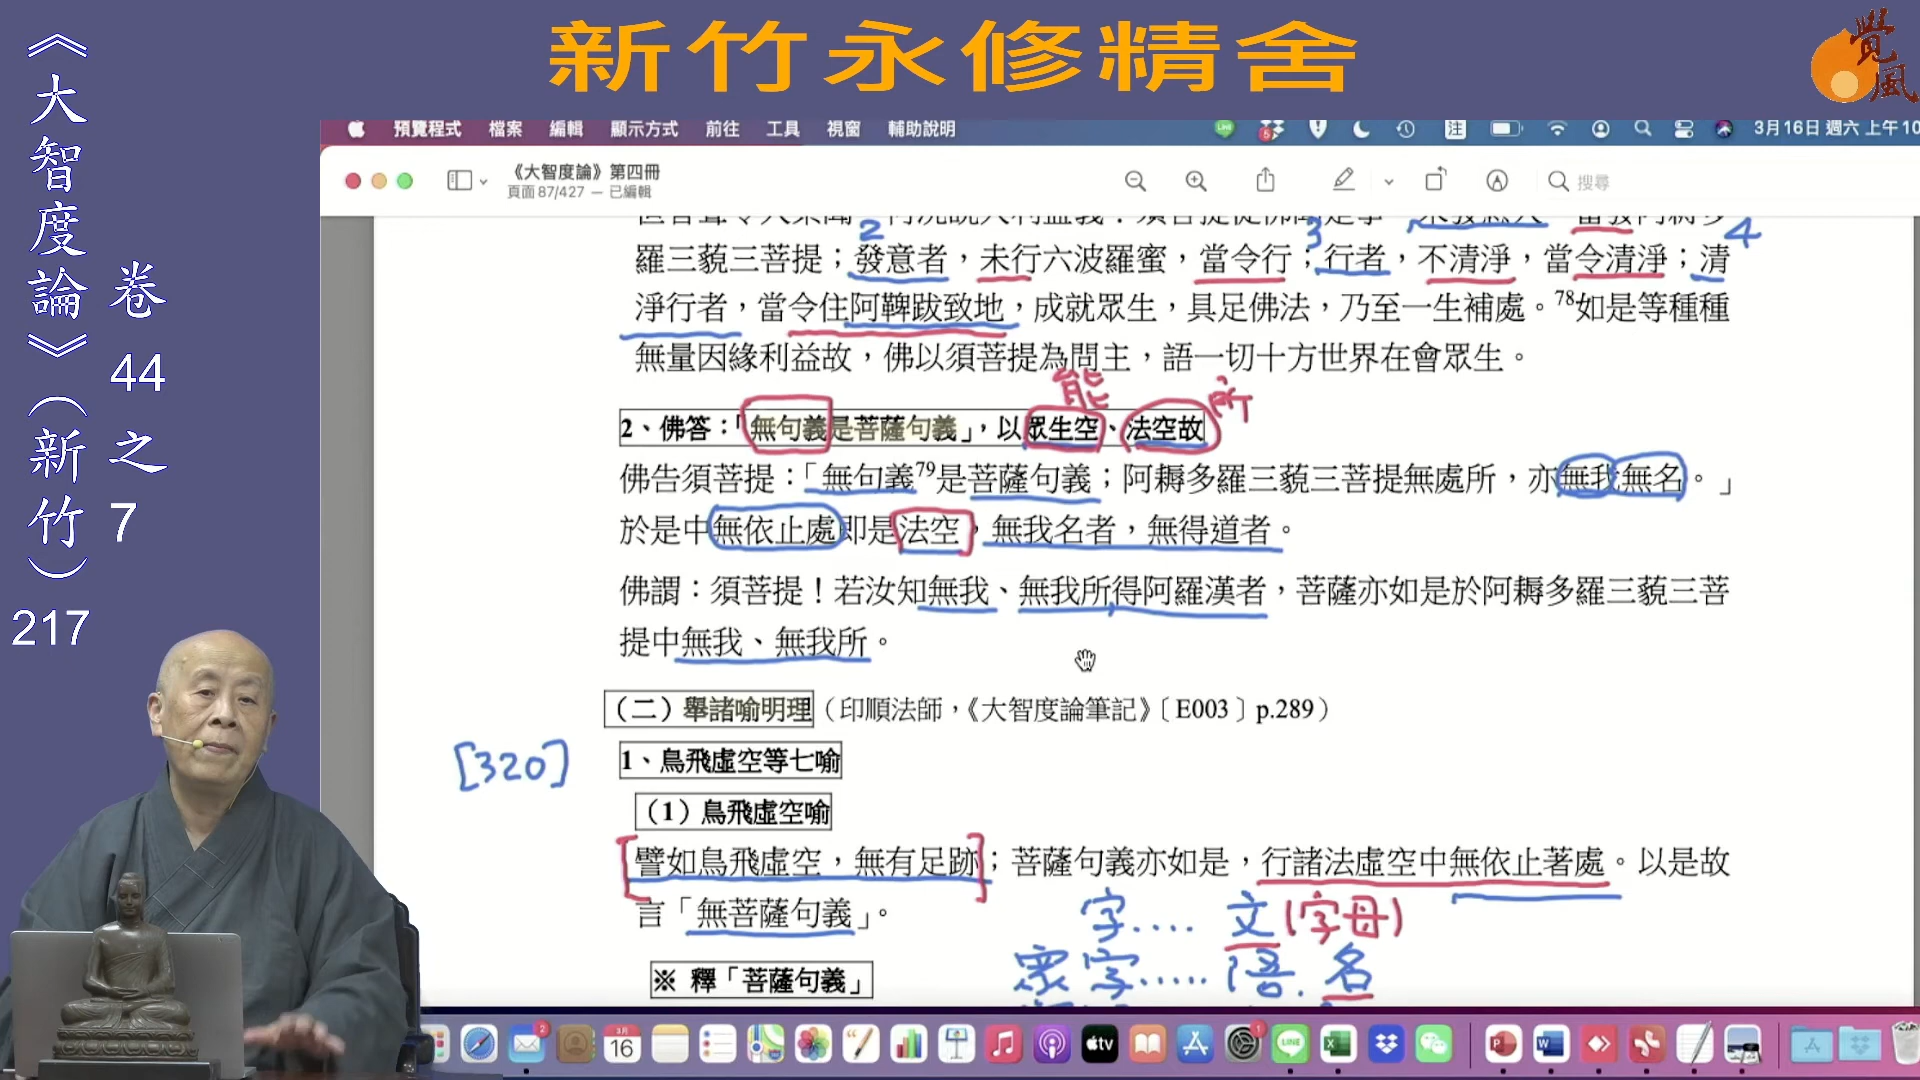 新竹永修精舍
覺風
《大智度論》（新竹）217
卷44之7
預覽程式 檔案 編輯 顯示方式 前往 工具 視窗 輔助說明
注
3月16日 週六 上午10
《大智度論》第四冊
頁面 87/427 — 已編輯
搜尋
2
3
4
羅三藐三菩提；發意者，未行六波羅蜜，當令行；行者，不清淨，當令清淨；清
淨行者，當令住阿鞞跋致地，成就眾生，具足佛法，乃至一生補處。78如是等種種
無量因緣利益故，佛以須菩提為問主，語一切十方世界在會眾生。
能
所
2、佛答：「無句義是菩薩句義」，以眾生空、法空故
佛告須菩提：「無句義79是菩薩句義；阿耨多羅三藐三菩提無處所，亦無我無名。」
於是中無依止處即是法空，無我名者，無得道者。
佛謂：須菩提！若汝知無我、無我所得阿羅漢者，菩薩亦如是於阿耨多羅三藐三菩
提中無我、無我所。
（二）舉諸喻明理（印順法師，《大智度論筆記》〔E003〕p.289）
[320]
1、鳥飛虛空等七喻
（1）鳥飛虛空喻
譬如鳥飛虛空，無有足跡；菩薩句義亦如是，行諸法虛空中無依止著處。以是故
言「無菩薩句義」。
字.... 文(字母)
※ 釋「菩薩句義」
眾字..... 語. 名
2
3月
16
tv
LINE
1